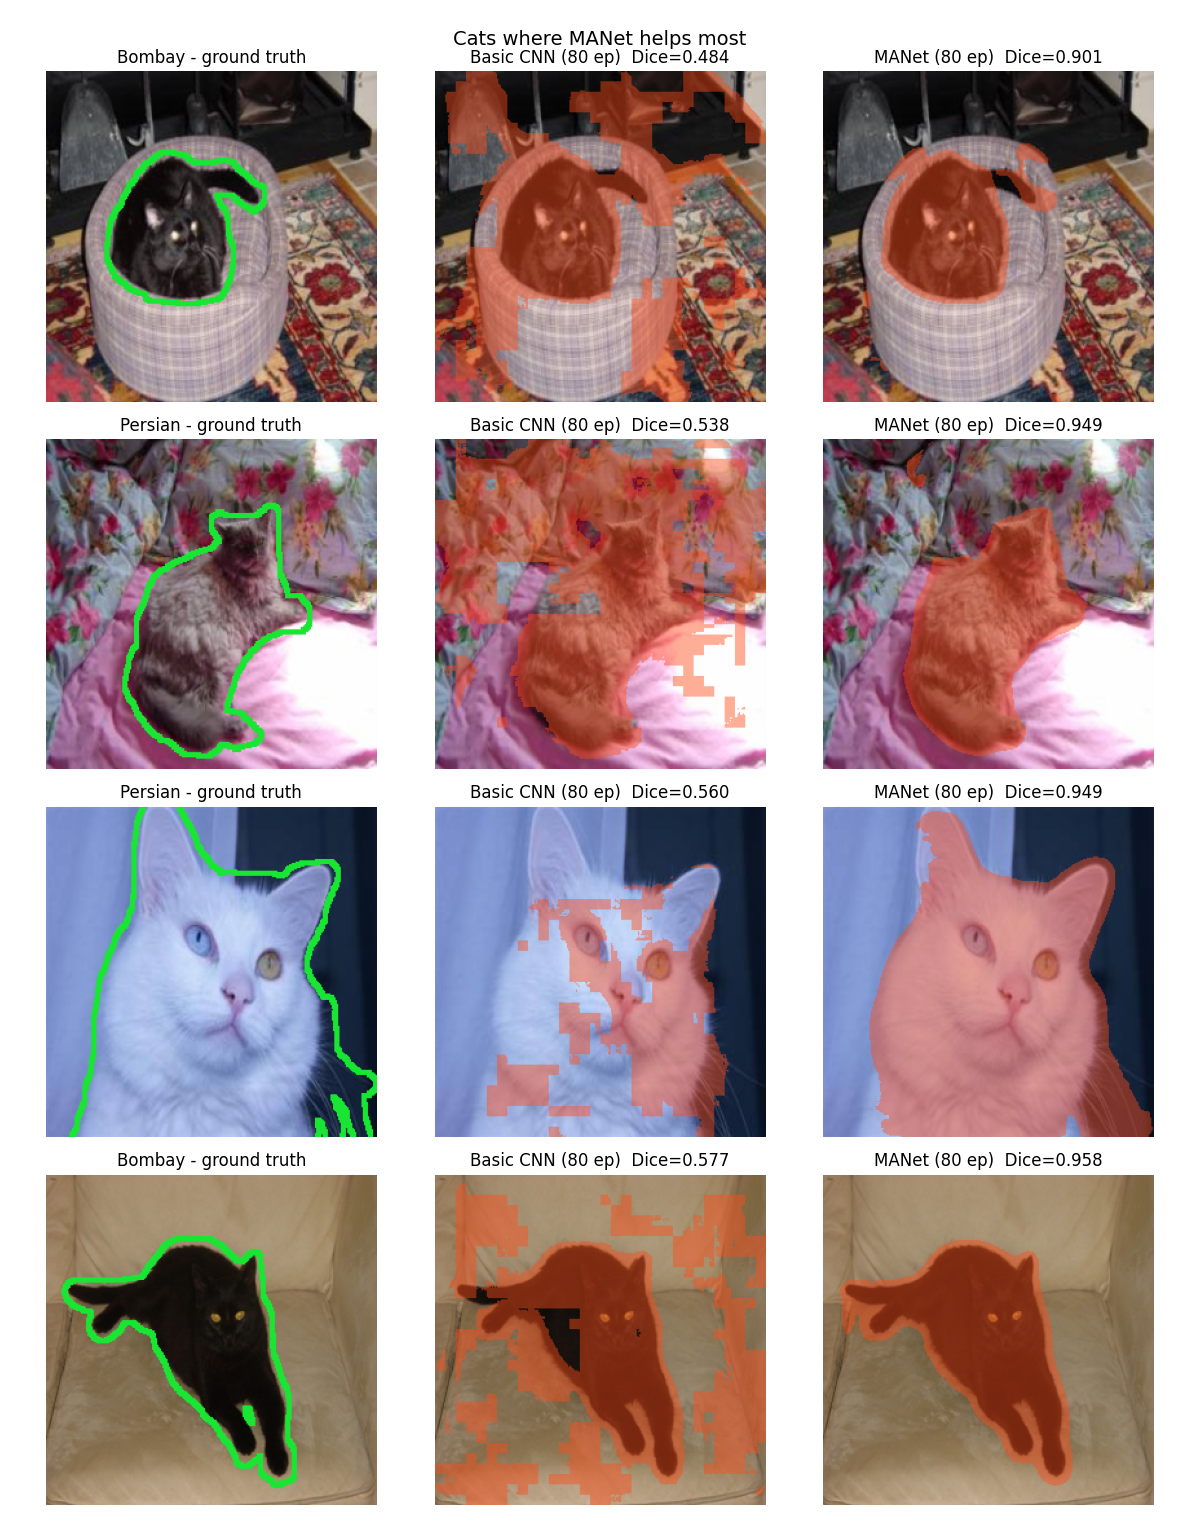 Cats where MANet helps most
Bombay - ground truth
Basic CNN (80 ep)  Dice=0.484
MANet (80 ep)  Dice=0.901
Persian - ground truth
Basic CNN (80 ep)  Dice=0.538
MANet (80 ep)  Dice=0.949
Persian - ground truth
Basic CNN (80 ep)  Dice=0.560
MANet (80 ep)  Dice=0.949
Bombay - ground truth
Basic CNN (80 ep)  Dice=0.577
MANet (80 ep)  Dice=0.958